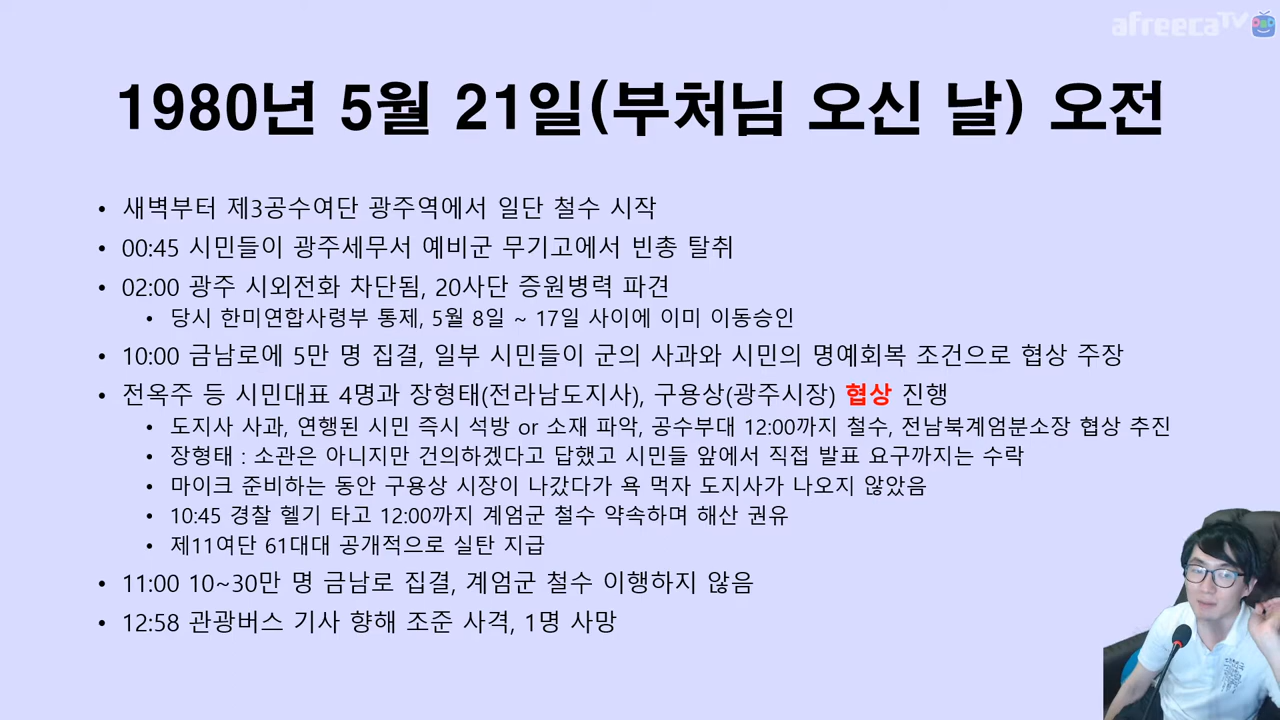 afreecaTV
1980년 5월 21일(부처님 오신 날) 오전
• 새벽부터 제3공수여단 광주역에서 일단 철수 시작
• 00:45 시민들이 광주세무서 예비군 무기고에서 빈총 탈취
• 02:00 광주 시외전화 차단됨, 20사단 증원병력 파견
• 당시 한미연합사령부 통제, 5월 8일 ~ 17일 사이에 이미 이동승인
• 10:00 금남로에 5만 명 집결, 일부 시민들이 군의 사과와 시민의 명예회복 조건으로 협상 주장
• 전옥주 등 시민대표 4명과 장형태(전라남도지사), 구용상(광주시장) 협상 진행
• 도지사 사과, 연행된 시민 즉시 석방 or 소재 파악, 공수부대 12:00까지 철수, 전남북계엄분소장 협상 추진
• 장형태 : 소관은 아니지만 건의하겠다고 답했고 시민들 앞에서 직접 발표 요구까지는 수락
• 마이크 준비하는 동안 구용상 시장이 나갔다가 욕 먹자 도지사가 나오지 않았음
• 10:45 경찰 헬기 타고 12:00까지 계엄군 철수 약속하며 해산 권유
• 제11여단 61대대 공개적으로 실탄 지급
• 11:00 10~30만 명 금남로 집결, 계엄군 철수 이행하지 않음
• 12:58 관광버스 기사 향해 조준 사격, 1명 사망